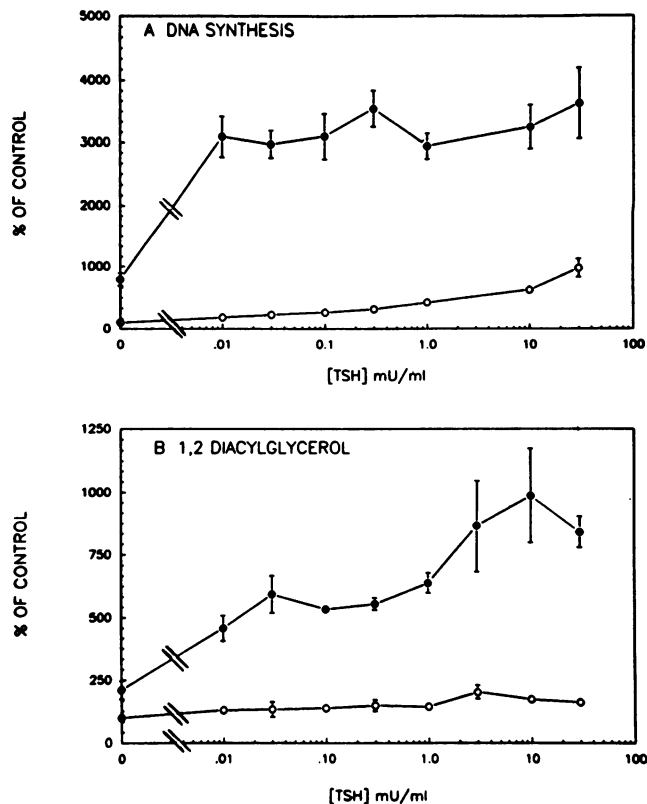 A DNA SYNTHESIS
5000
4000
3000
2000
1000
0
% OF CONTROL
0 .01 0.1 1.0 10 100
[TSH] mU/ml
B 1,2 DIACYLGLYCEROL
1250
1000
750
500
250
0
% OF CONTROL
0 .01 .10 1.0 10 100
[TSH] mU/ml